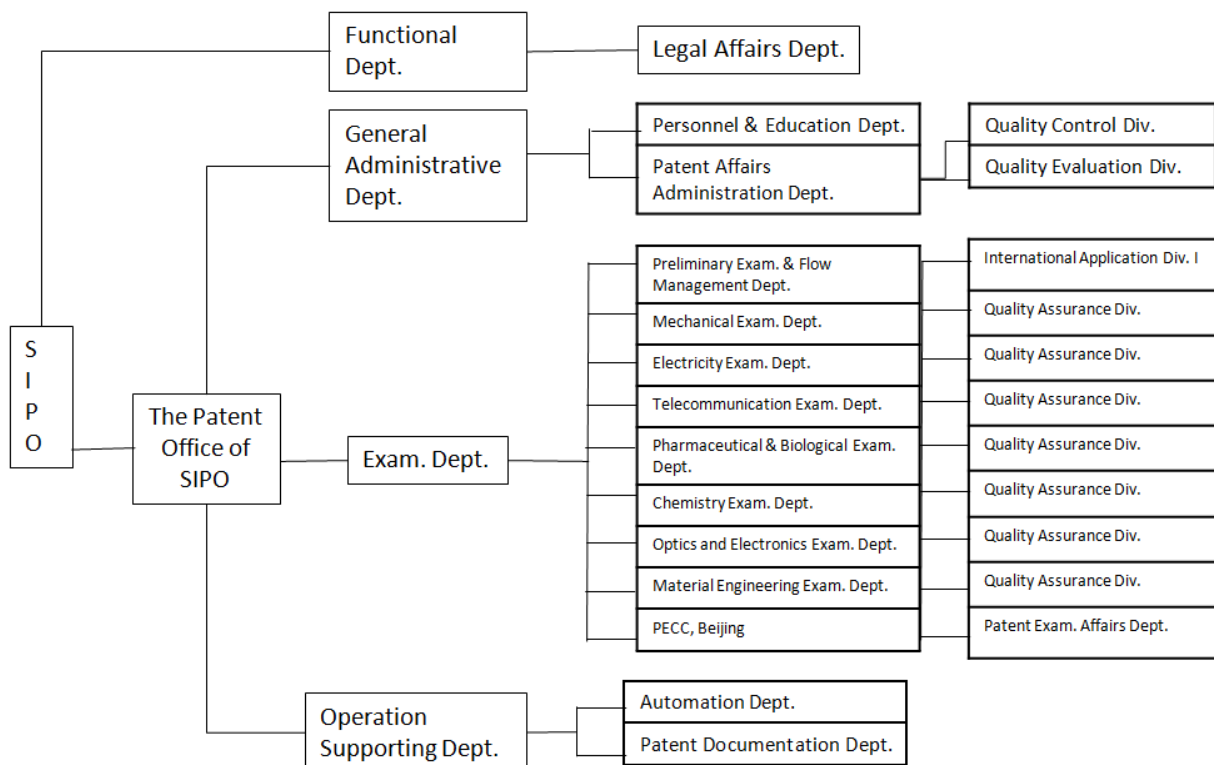 Functional
Dept.
Legal Affairs Dept.
General
Administrative
Dept.
Personnel & Education Dept.
Patent Affairs
Administration Dept.
Quality Control Div.
Quality Evaluation Div.
S
I
P
O
The Patent
Office of
SIPO
Exam. Dept.
Preliminary Exam. & Flow
Management Dept.
International Application Div. I
Mechanical Exam. Dept.
Quality Assurance Div.
Electricity Exam. Dept.
Quality Assurance Div.
Telecommunication Exam. Dept.
Quality Assurance Div.
Pharmaceutical & Biological Exam.
Dept.
Quality Assurance Div.
Chemistry Exam. Dept.
Quality Assurance Div.
Optics and Electronics Exam. Dept.
Quality Assurance Div.
Material Engineering Exam. Dept.
Quality Assurance Div.
PECC, Beijing
Patent Exam. Affairs Dept.
Operation
Supporting Dept.
Automation Dept.
Patent Documentation Dept.